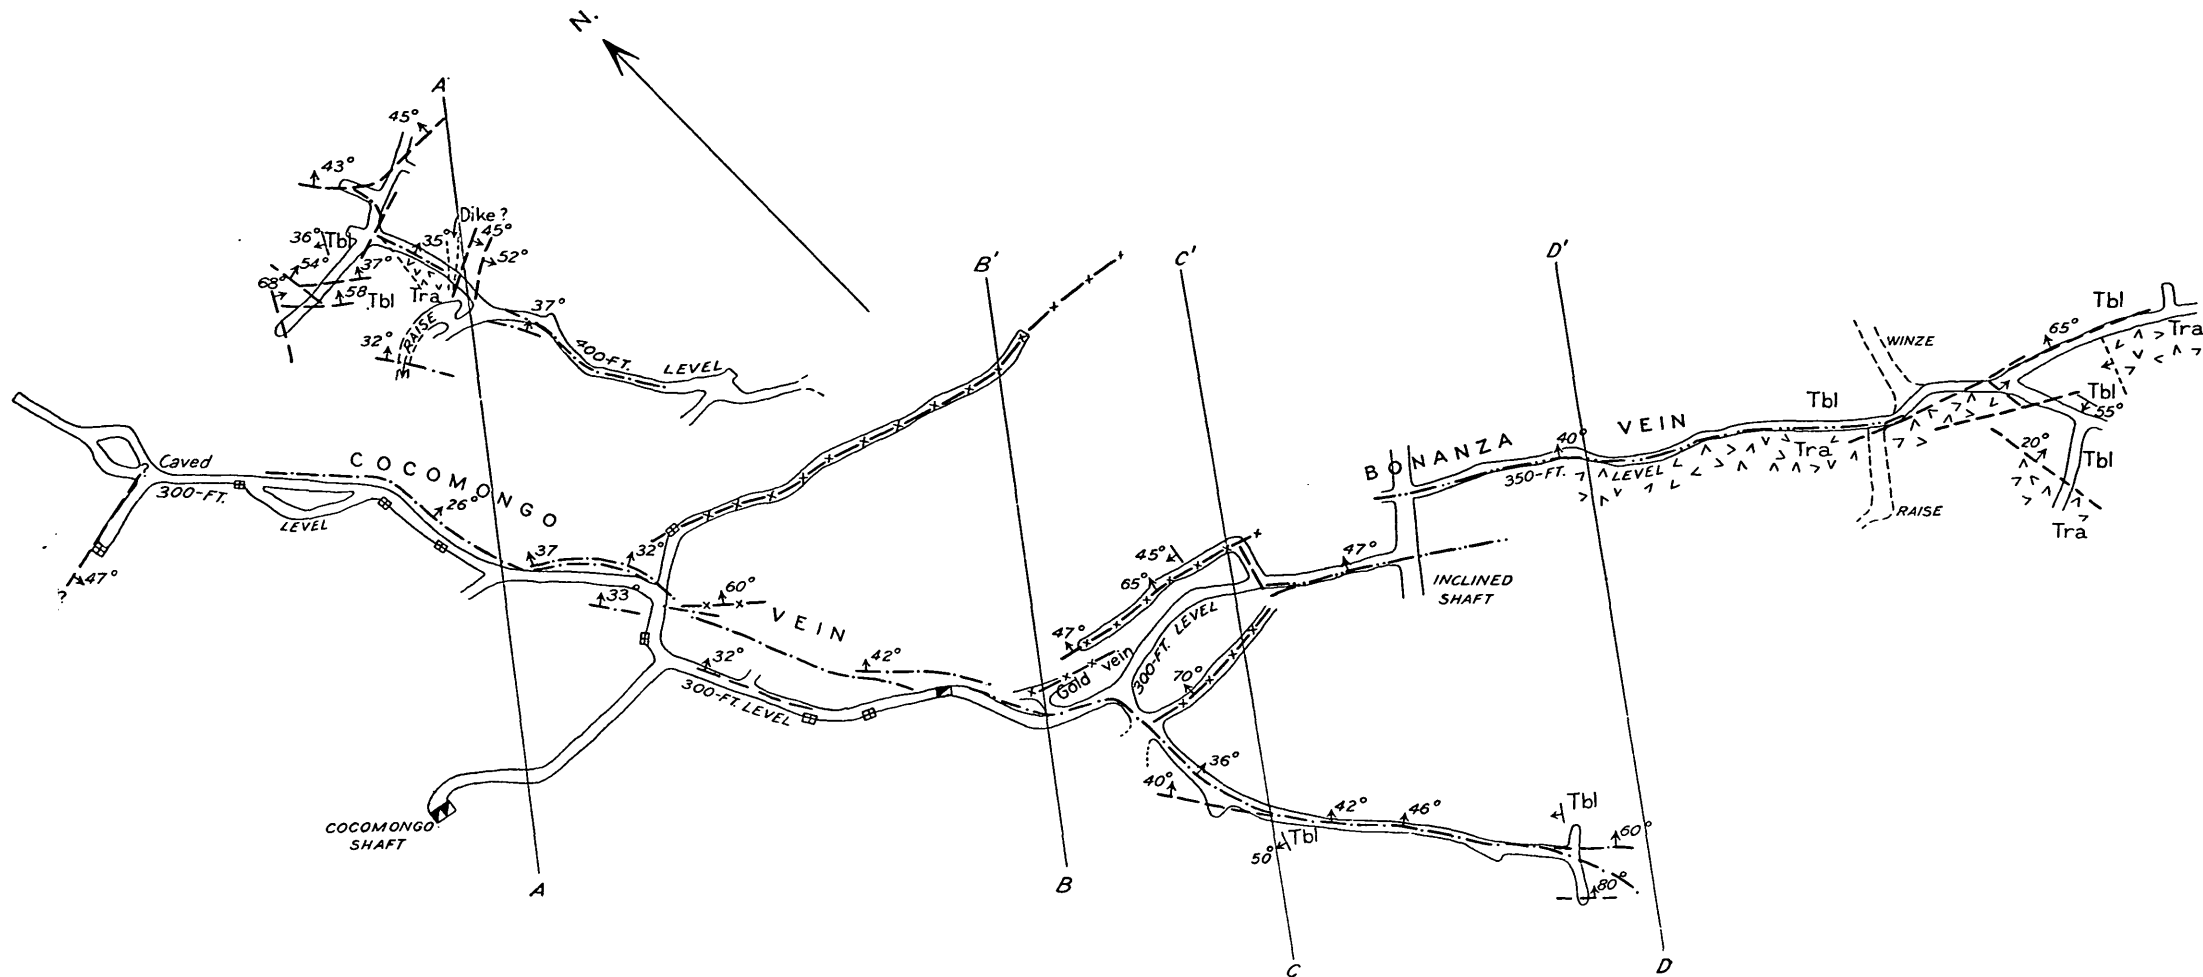 N.
A'
45°
43°
Dike ?
36°
Tbl
35°
45°
54°
37°
52°
68°
58
Tbl
Tra
37°
RAISE
32°
400-FT. LEVEL
B'
C'
D'
Tbl
65°
Tra
WINZE
Tbl
55°
Tbl
VEIN
BONANZA
40°
Tra
20°
Tbl
350-FT. LEVEL
RAISE
Tra
Caved
300-FT.
LEVEL
COCOMONGO
26°
37
32°
47°
?
33°
60°
VEIN
45°
65°
47°
INCLINED
SHAFT
47°
300-FT. LEVEL
Gold vein
32°
42°
70°
300-FT. LEVEL
36°
40°
42°
46°
Tbl
Tbl
50°
60°
80°
COCOMONGO
SHAFT
A
B
C
D